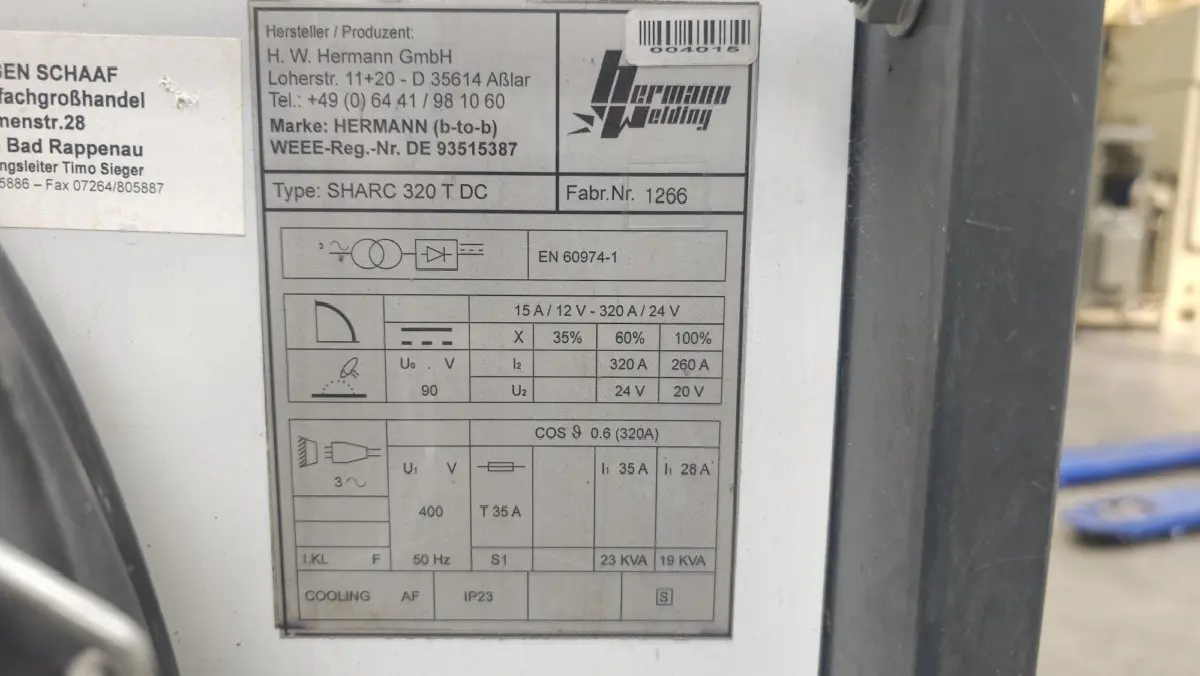 EN SCHAAF
fachgroßhandel
menstr.28
Bad Rappenau
ngsleiter Timo Sieger
5886 – Fax 07264/805887
Hersteller / Produzent:
H. W. Hermann GmbH
Loherstr. 11+20 - D 35614 Aßlar
Tel.: +49 (0) 64 41 / 98 10 60
Marke: HERMANN (b-to-b)
WEEE-Reg.-Nr. DE 93515387
004015
Hermann
Welding
Type: SHARC 320 T DC
Fabr.Nr. 1266
3
EN 60974-1
15 A / 12 V - 320 A / 24 V
X 35% 60% 100%
U₀ V
I₂ 320 A 260 A
90
U₂ 24 V 20 V
COS ϑ 0.6 (320A)
U₁ V
I₁ 35 A I₁ 28 A
3
400
T 35 A
I.KL F
50 Hz
S1
23 KVA 19 KVA
COOLING AF
IP23
S